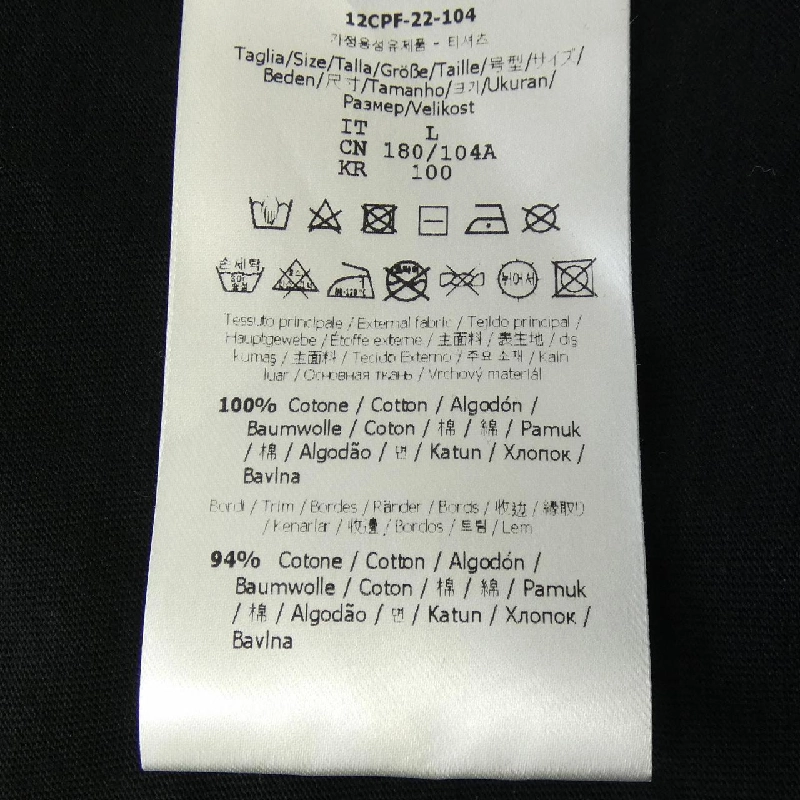 12CPF-22-104
가정용섬유제품 - 티셔츠
Taglia/Size/Talla/Größe/Taille/号型/サイズ/
Beden/尺寸/Tamanho/크기/Ukuran/
Размер/Velikost
IT L
CN 180/104A
KR 100
손세탁
Tessuto principale / External fabric / Tejido principal /
Hauptgewebe / Étoffe externe / 主面料 / 表生地 / dış
kumaş / 主面料 / Tecido Externo / 주요 소재 / Kain
luar / Основная ткань / Vrchový materiál
100% Cotone / Cotton / Algodón /
Baumwolle / Coton / 棉 / 綿 / Pamuk
/ 棉 / Algodão / 면 / Katun / Хлопок /
Bavlna
Bordi / Trim / Bordes / Ränder / Bords / 收边 / 縁取り
/ Kenarlar / 收邊 / Bordos / 트림 / Lem
94% Cotone / Cotton / Algodón /
Baumwolle / Coton / 棉 / 綿 / Pamuk
/ 棉 / Algodão / 면 / Katun / Хлопок /
Bavlna